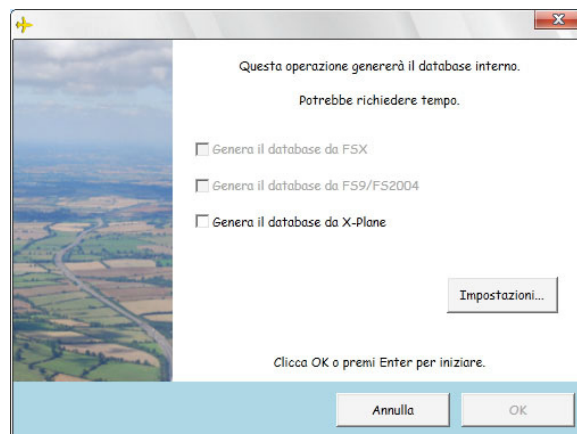 Questa operazione genererà il database interno.
Potrebbe richiedere tempo.
Genera il database da FSX
Genera il database da FS9/FS2004
Genera il database da X-Plane
Impostazioni...
Clicca OK o premi Enter per iniziare.
Annulla
OK